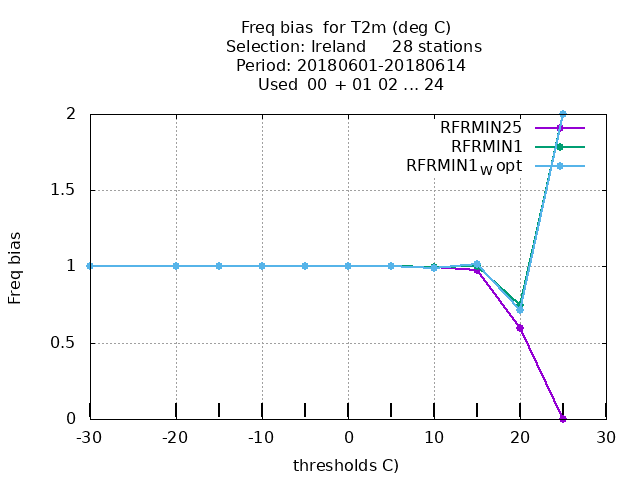 Freq bias  for T2m (deg C)
Selection: Ireland     28 stations
Period: 20180601-20180614
Used  00 + 01 02 ... 24
2
RFRMIN25
RFRMIN1
RFRMIN1W opt
1.5
1
0.5
0
Freq bias
-30 -20 -10 0 10 20 30
thresholds C)